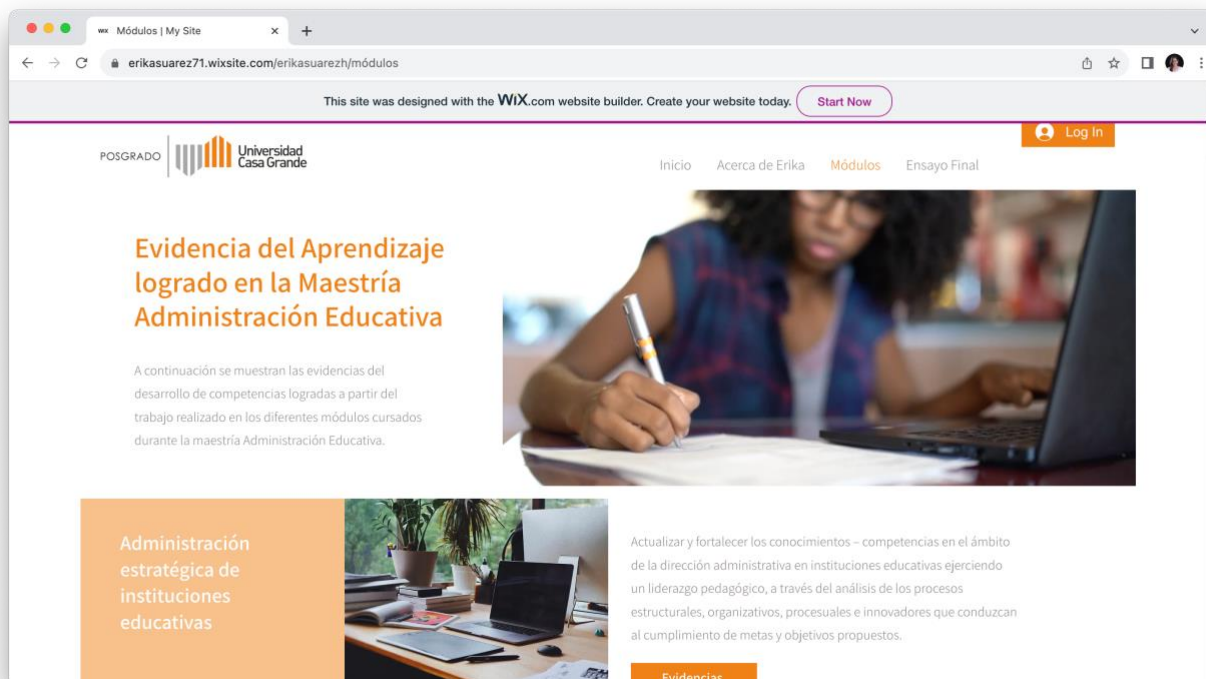 WiX Módulos | My Site
erikasuarez71.wixsite.com/erikasuarezh/módulos
This site was designed with the WiX.com website builder. Create your website today. Start Now
Log In
POSGRADO
Universidad
Casa Grande
Inicio Acerca de Erika Módulos Ensayo Final
Evidencia del Aprendizaje
logrado en la Maestría
Administración Educativa
A continuación se muestran las evidencias del
desarrollo de competencias logradas a partir del
trabajo realizado en los diferentes módulos cursados
durante la maestría Administración Educativa.
Administración
estratégica de
instituciones
educativas
Actualizar y fortalecer los conocimientos – competencias en el ámbito
de la dirección administrativa en instituciones educativas ejerciendo
un liderazgo pedagógico, a través del análisis de los procesos
estructurales, organizativos, procesuales e innovadores que conduzcan
al cumplimiento de metas y objetivos propuestos.
Evidencias